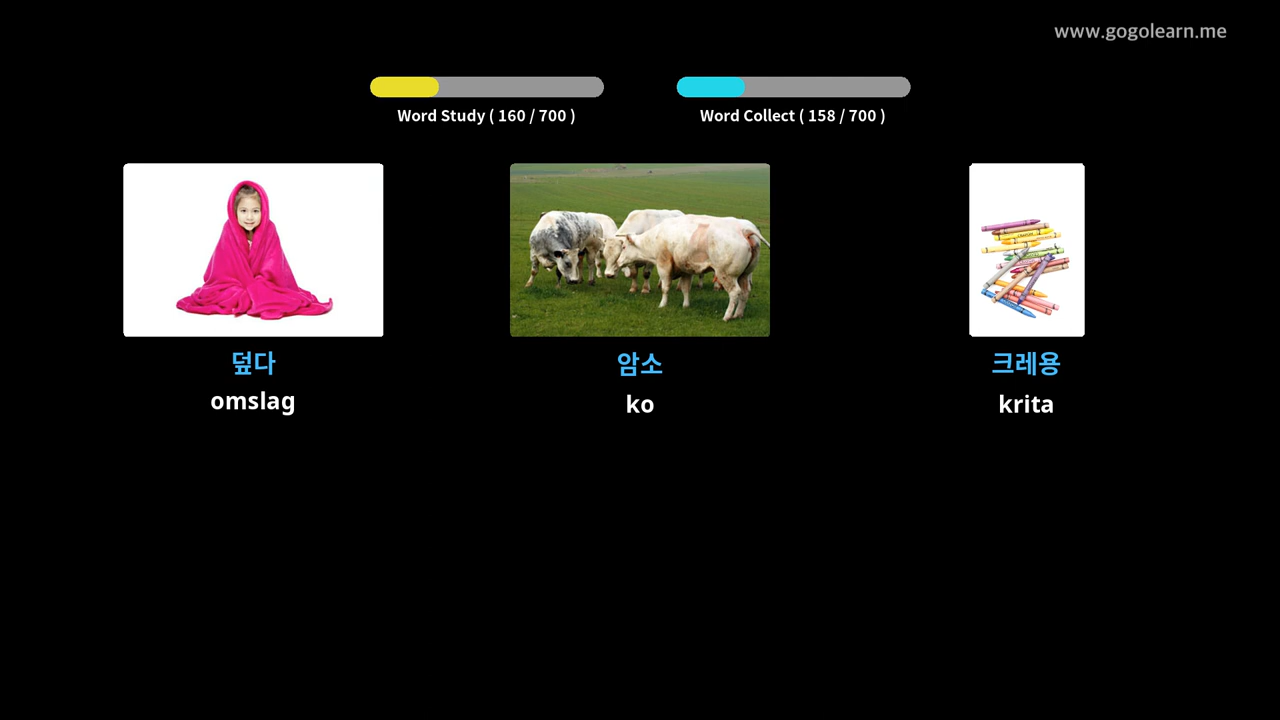 www.gogolearn.me
Word Study ( 160 / 700 )
Word Collect ( 158 / 700 )
덮다
암소
크레용
omslag
ko
krita